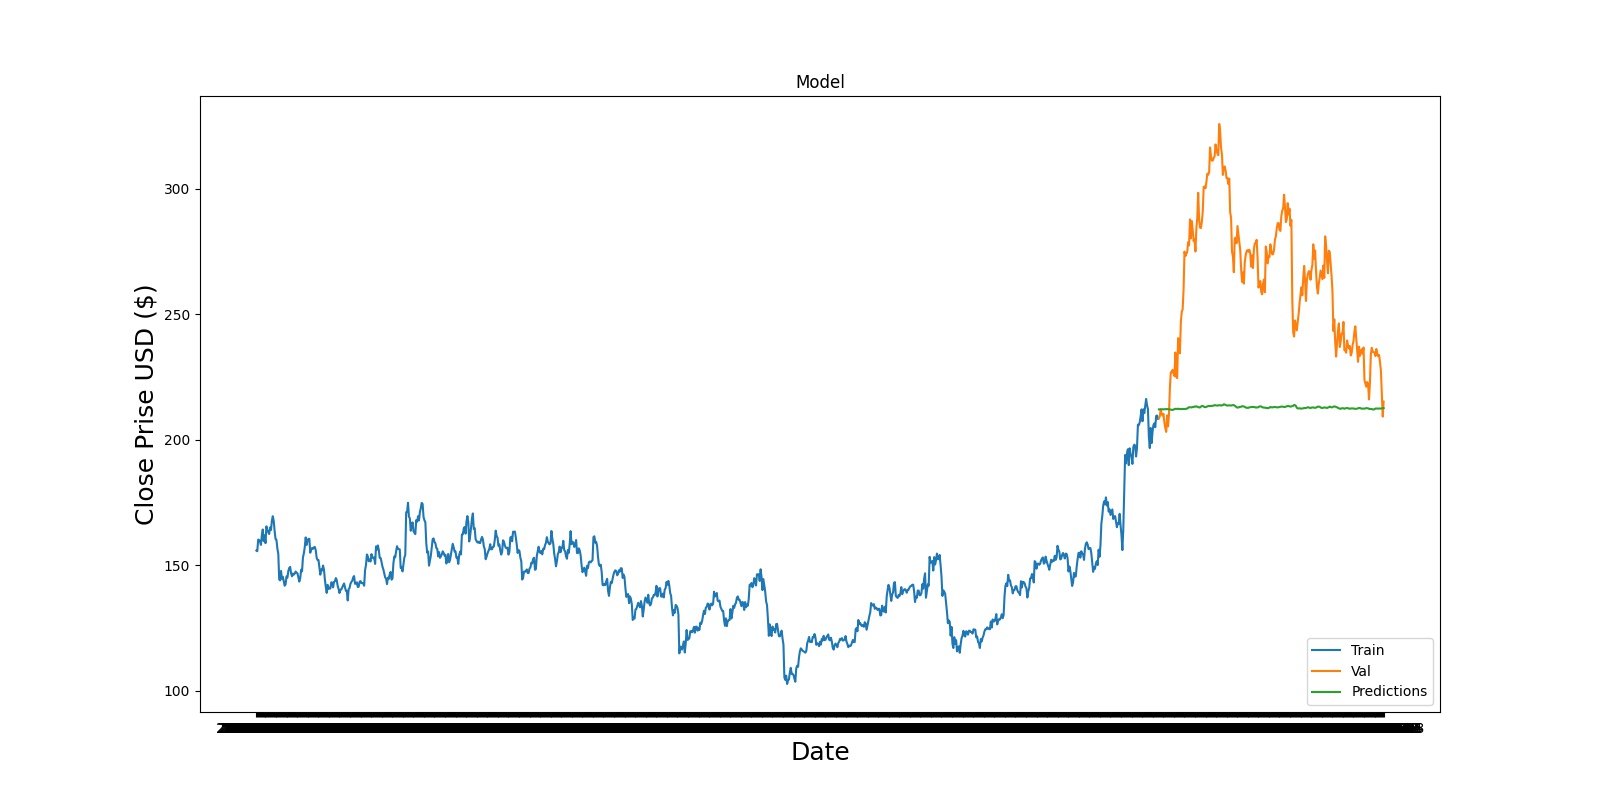 Model
Close Prise USD ($)
300
250
200
150
100
Train
Val
Predictions
Date